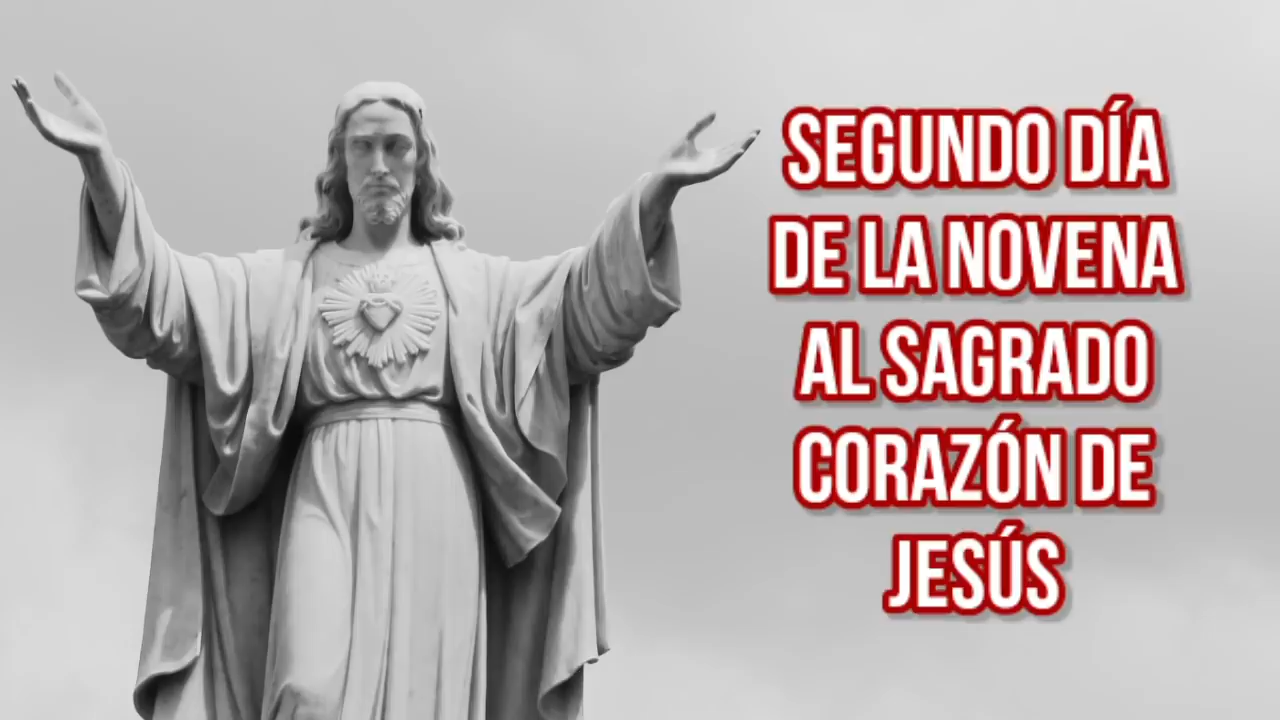 SEGUNDO DÍA
DE LA NOVENA
AL SAGRADO
CORAZÓN DE
JESÚS